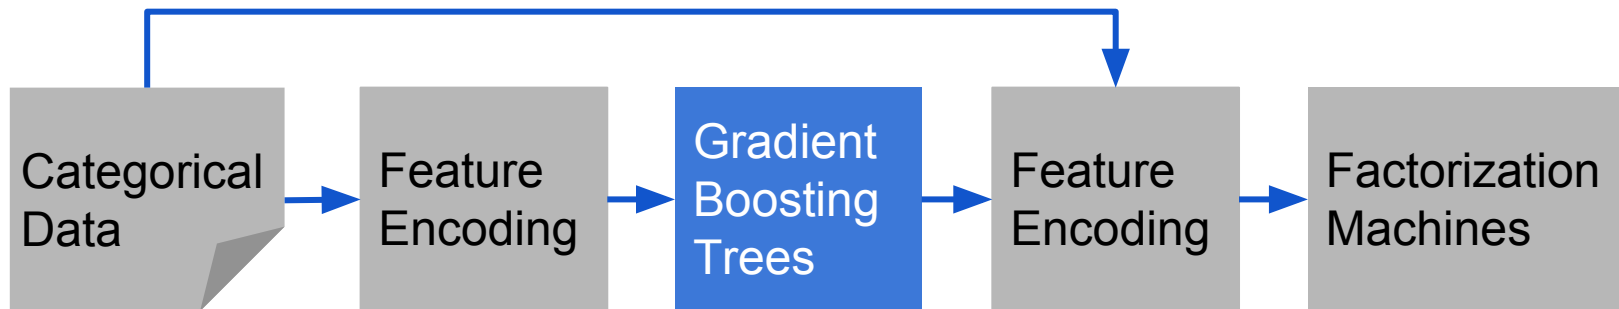 Categorical
Data
Feature
Encoding
Gradient
Boosting
Trees
Feature
Encoding
Factorization
Machines